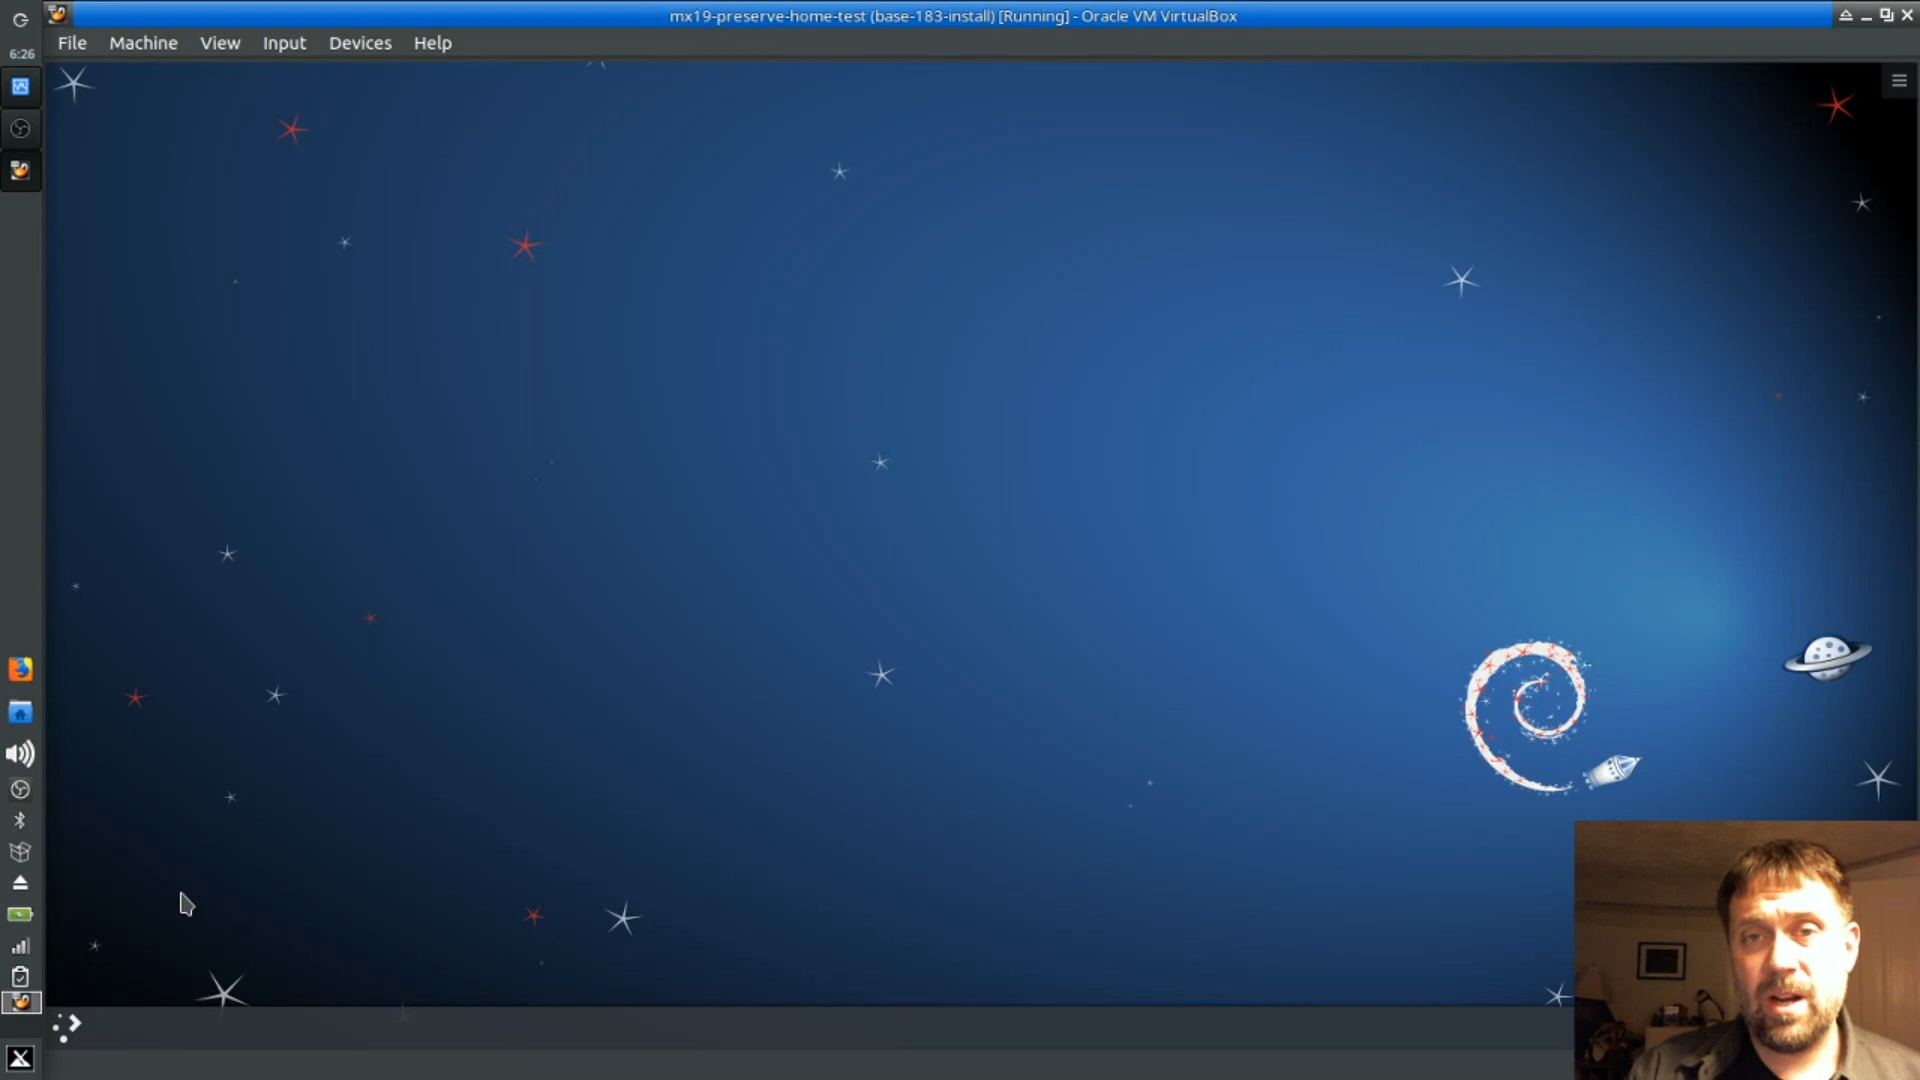 mx19-preserve-home-test (base-183-install) [Running] - Oracle VM VirtualBox
File Machine View Input Devices Help
6:26